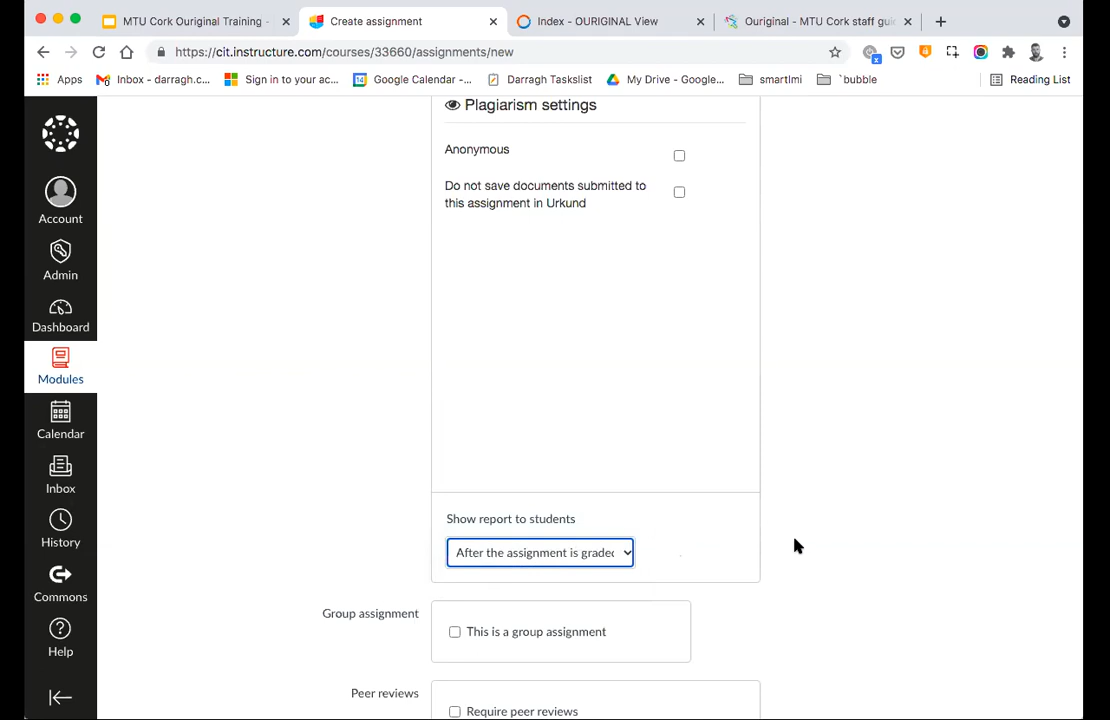 MTU Cork Ouriginal Training -
Create assignment
Index - OURIGINAL View
Ouriginal - MTU Cork staff gui
https://cit.instructure.com/courses/33660/assignments/new
Apps
Inbox - darragh.c...
Sign in to your ac...
Google Calendar -...
Darragh Taskslist
My Drive - Google...
smartlmi
`bubble
Reading List
Plagiarism settings
Anonymous
Do not save documents submitted to
this assignment in Urkund
Account
Admin
Dashboard
Modules
Calendar
Inbox
History
Commons
Help
Show report to students
After the assignment is graded
Group assignment
This is a group assignment
Peer reviews
Require peer reviews